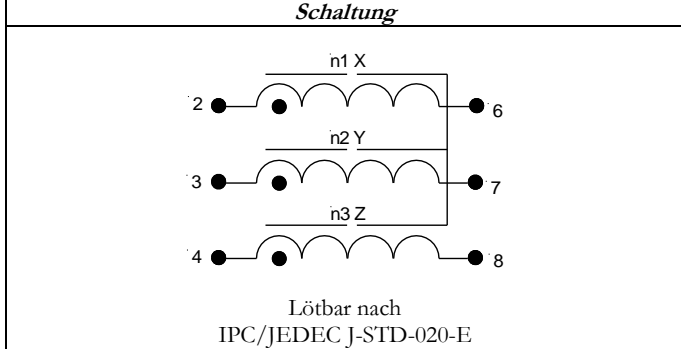 Schaltung
n1 X
2 6
n2 Y
3 7
n3 Z
4 8
Lötbar nach
IPC/JEDEC J-STD-020-E